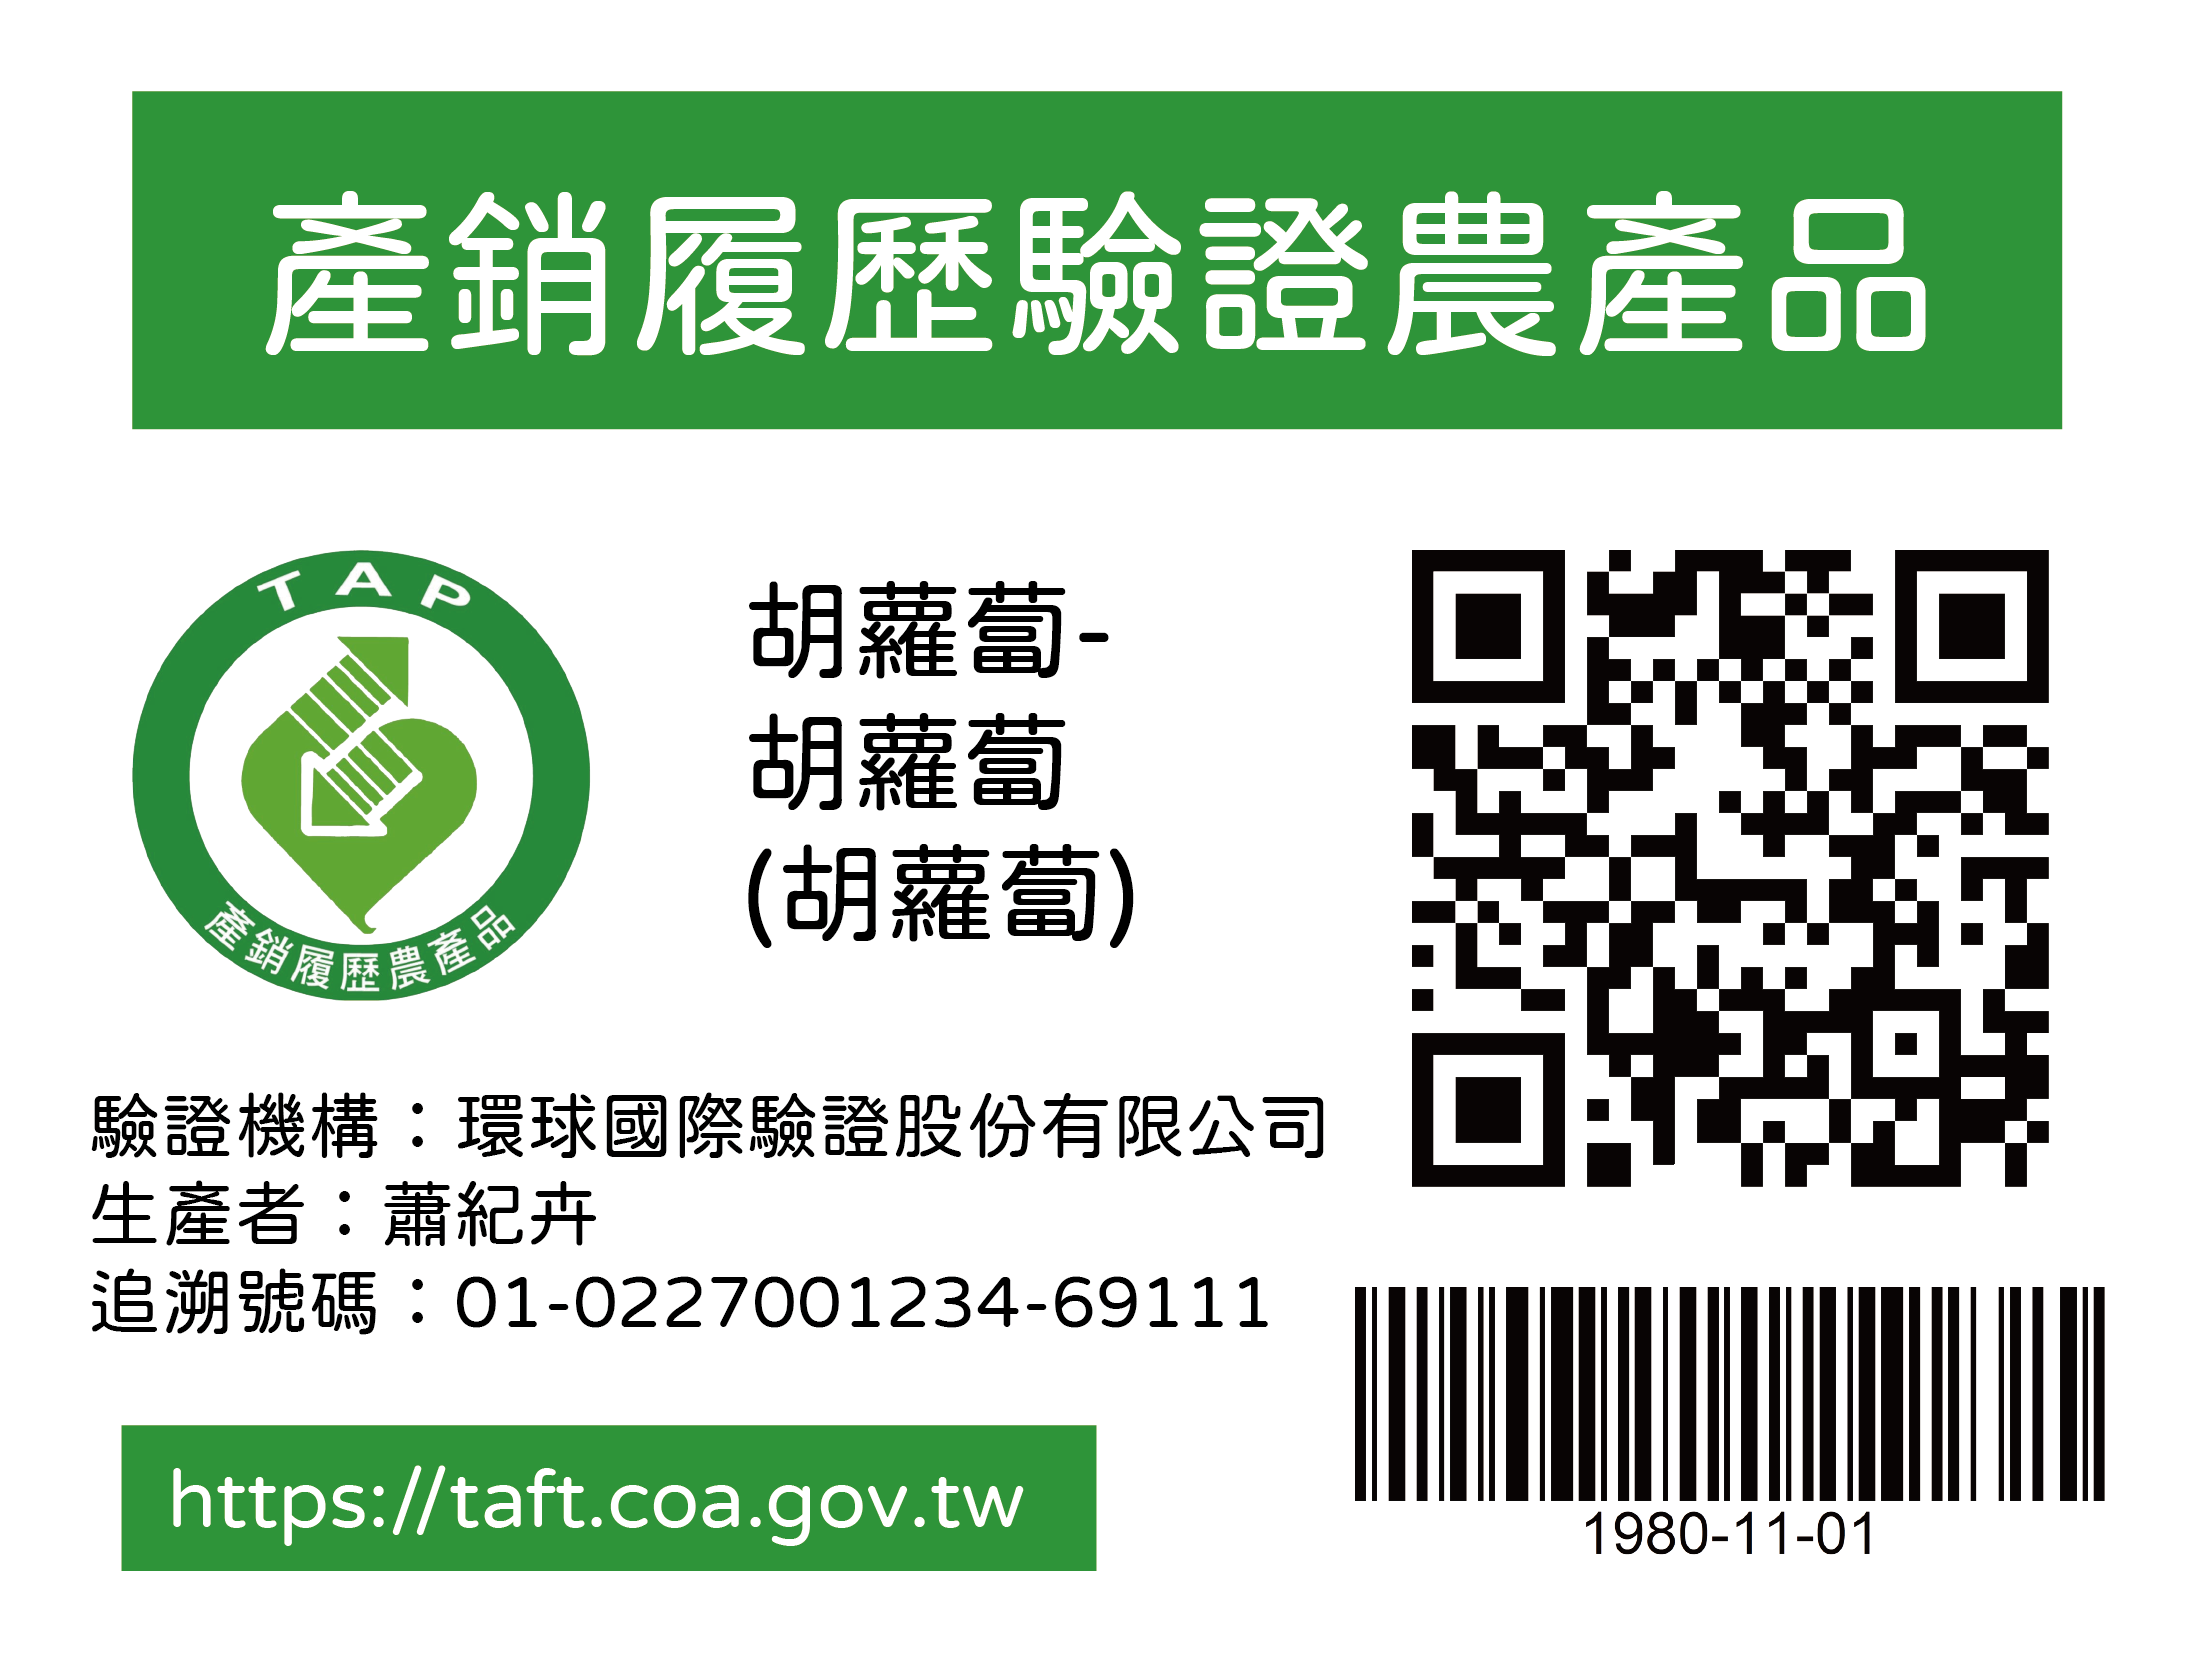 產銷履歷驗證農產品
TAP
產銷履歷農產品
胡蘿蔔-
胡蘿蔔
(胡蘿蔔)
驗證機構：環球國際驗證股份有限公司
生產者：蕭紀卉
追溯號碼：01-0227001234-69111
https://taft.coa.gov.tw
1980-11-01